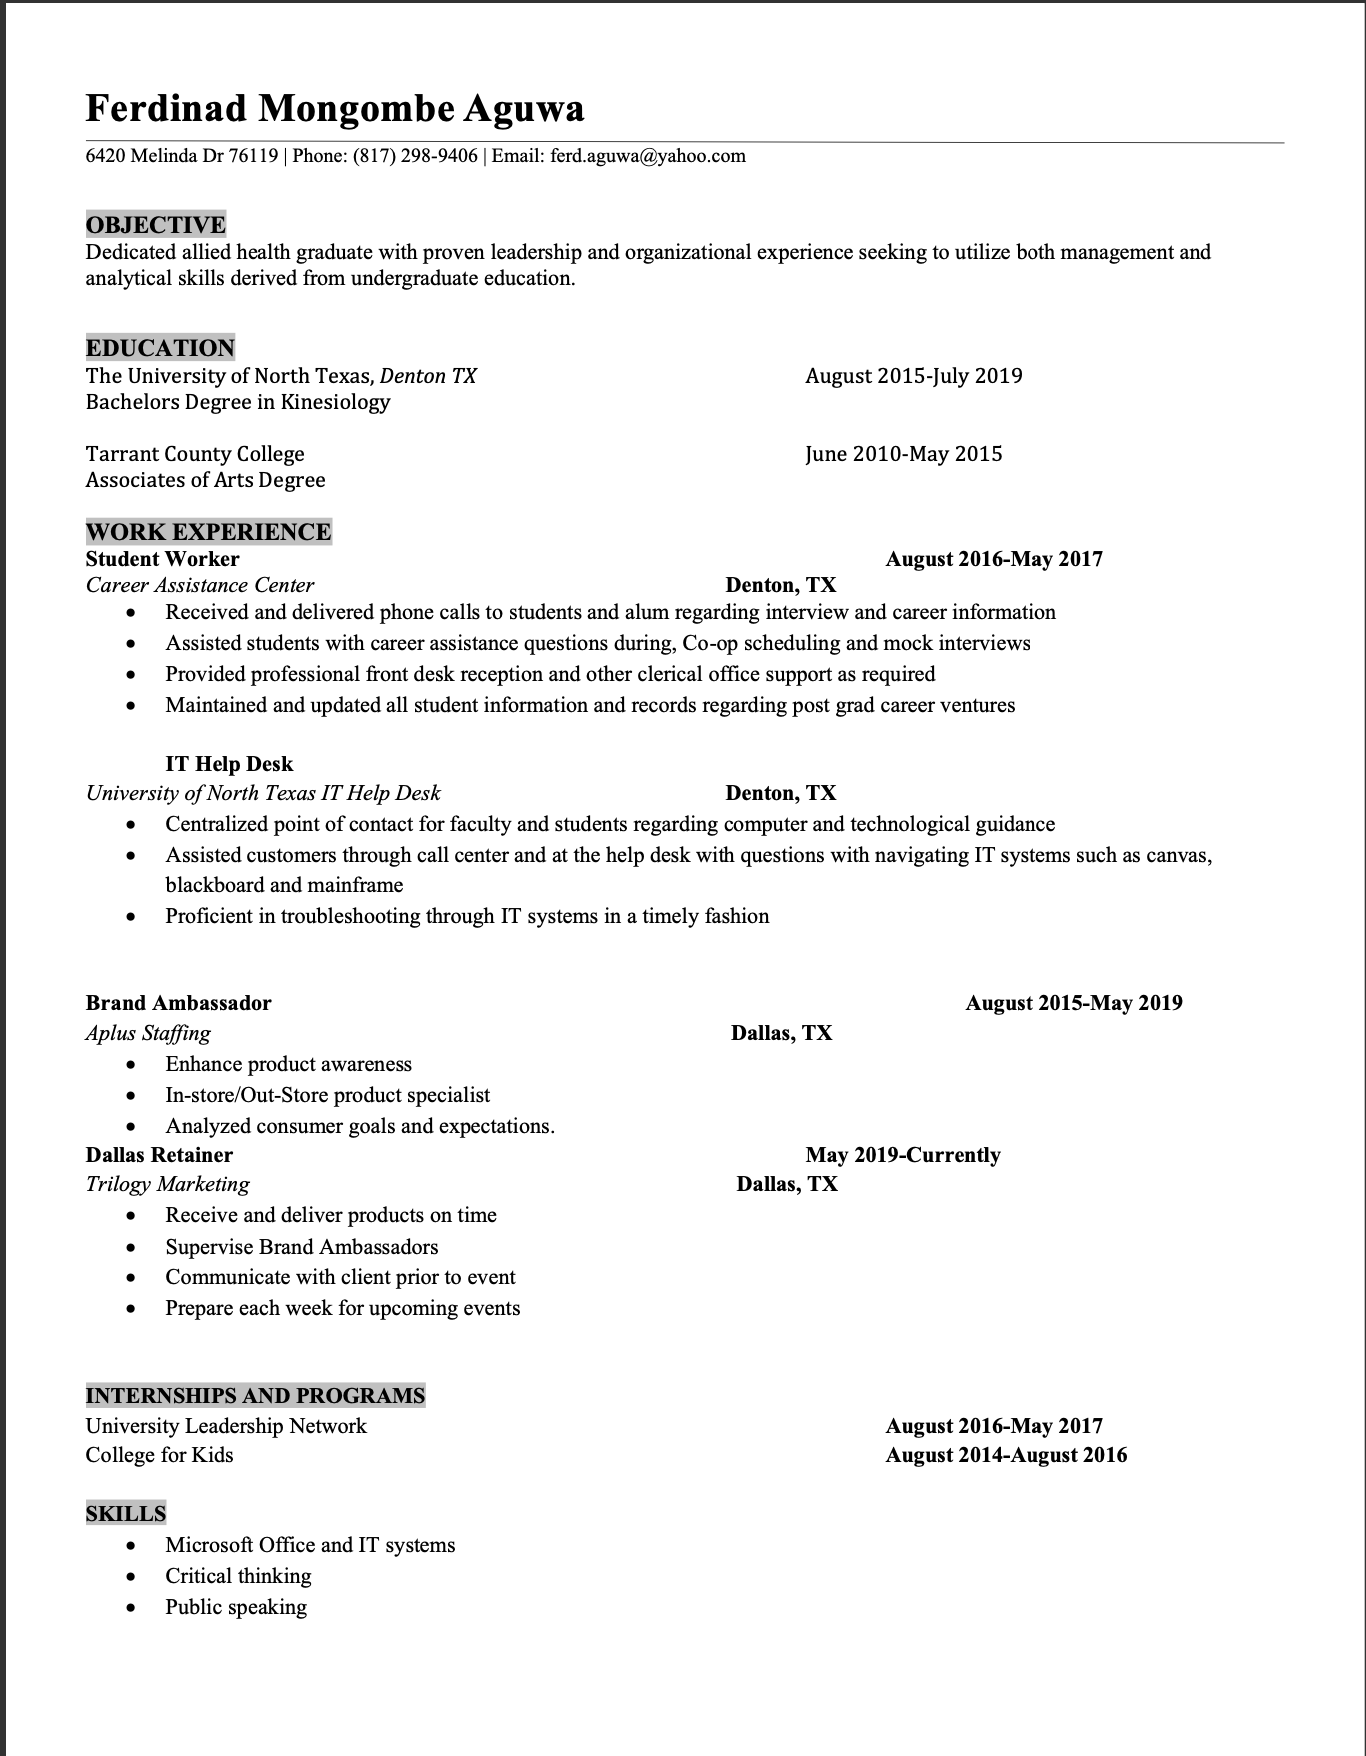 Ferdinad Mongombe Aguwa
6420 Melinda Dr 76119 | Phone: (817) 298-9406 | Email: ferd.aguwa@yahoo.com
OBJECTIVE
Dedicated allied health graduate with proven leadership and organizational experience seeking to utilize both management and
analytical skills derived from undergraduate education.
EDUCATION
The University of North Texas, Denton TX August 2015-July 2019
Bachelors Degree in Kinesiology
Tarrant County College June 2010-May 2015
Associates of Arts Degree
WORK EXPERIENCE
Student Worker August 2016-May 2017
Career Assistance Center Denton, TX
• Received and delivered phone calls to students and alum regarding interview and career information
• Assisted students with career assistance questions during, Co-op scheduling and mock interviews
• Provided professional front desk reception and other clerical office support as required
• Maintained and updated all student information and records regarding post grad career ventures
IT Help Desk
University of North Texas IT Help Desk Denton, TX
• Centralized point of contact for faculty and students regarding computer and technological guidance
• Assisted customers through call center and at the help desk with questions with navigating IT systems such as canvas,
blackboard and mainframe
• Proficient in troubleshooting through IT systems in a timely fashion
Brand Ambassador August 2015-May 2019
Aplus Staffing Dallas, TX
• Enhance product awareness
• In-store/Out-Store product specialist
• Analyzed consumer goals and expectations.
Dallas Retainer May 2019-Currently
Trilogy Marketing Dallas, TX
• Receive and deliver products on time
• Supervise Brand Ambassadors
• Communicate with client prior to event
• Prepare each week for upcoming events
INTERNSHIPS AND PROGRAMS
University Leadership Network August 2016-May 2017
College for Kids August 2014-August 2016
SKILLS
• Microsoft Office and IT systems
• Critical thinking
• Public speaking